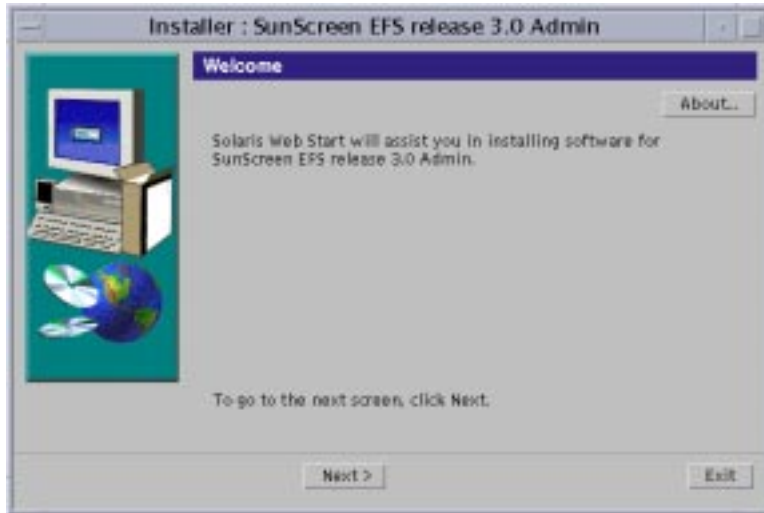 Installer : SunScreen EFS release 3.0 Admin
Welcome
About...
Solaris Web Start will assist you in installing software for
SunScreen EFS release 3.0 Admin.
To go to the next screen, click Next.
Next >
Exit